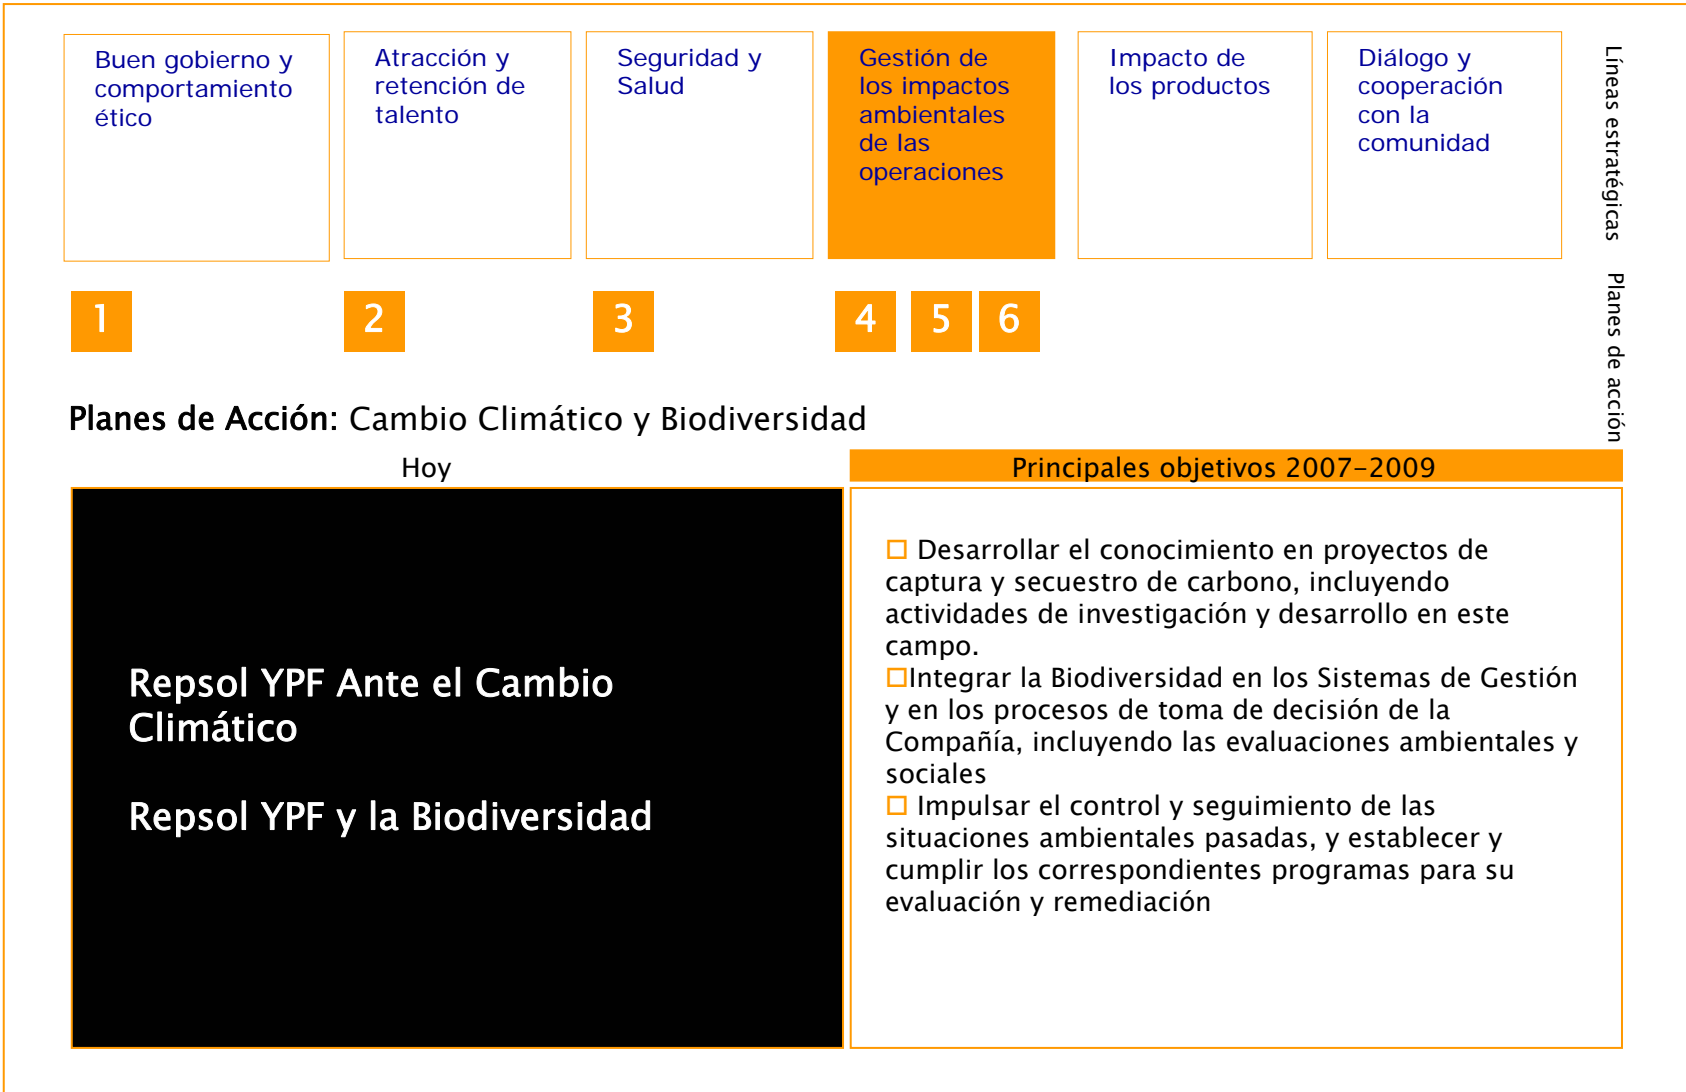 Buen gobierno y
comportamiento
ético
Atracción y
retención de
talento
Seguridad y
Salud
Gestión de
los impactos
ambientales
de las
operaciones
Impacto de
los productos
Diálogo y
cooperación
con la
comunidad
Líneas estratégicas
1
2
3
4
5
6
Planes de acción
Planes de Acción: Cambio Climático y Biodiversidad
Hoy
Principales objetivos 2007-2009
Repsol YPF Ante el Cambio
Climático
Repsol YPF y la Biodiversidad
□ Desarrollar el conocimiento en proyectos de
captura y secuestro de carbono, incluyendo
actividades de investigación y desarrollo en este
campo.
□Integrar la Biodiversidad en los Sistemas de Gestión
y en los procesos de toma de decisión de la
Compañía, incluyendo las evaluaciones ambientales y
sociales
□ Impulsar el control y seguimiento de las
situaciones ambientales pasadas, y establecer y
cumplir los correspondientes programas para su
evaluación y remediación